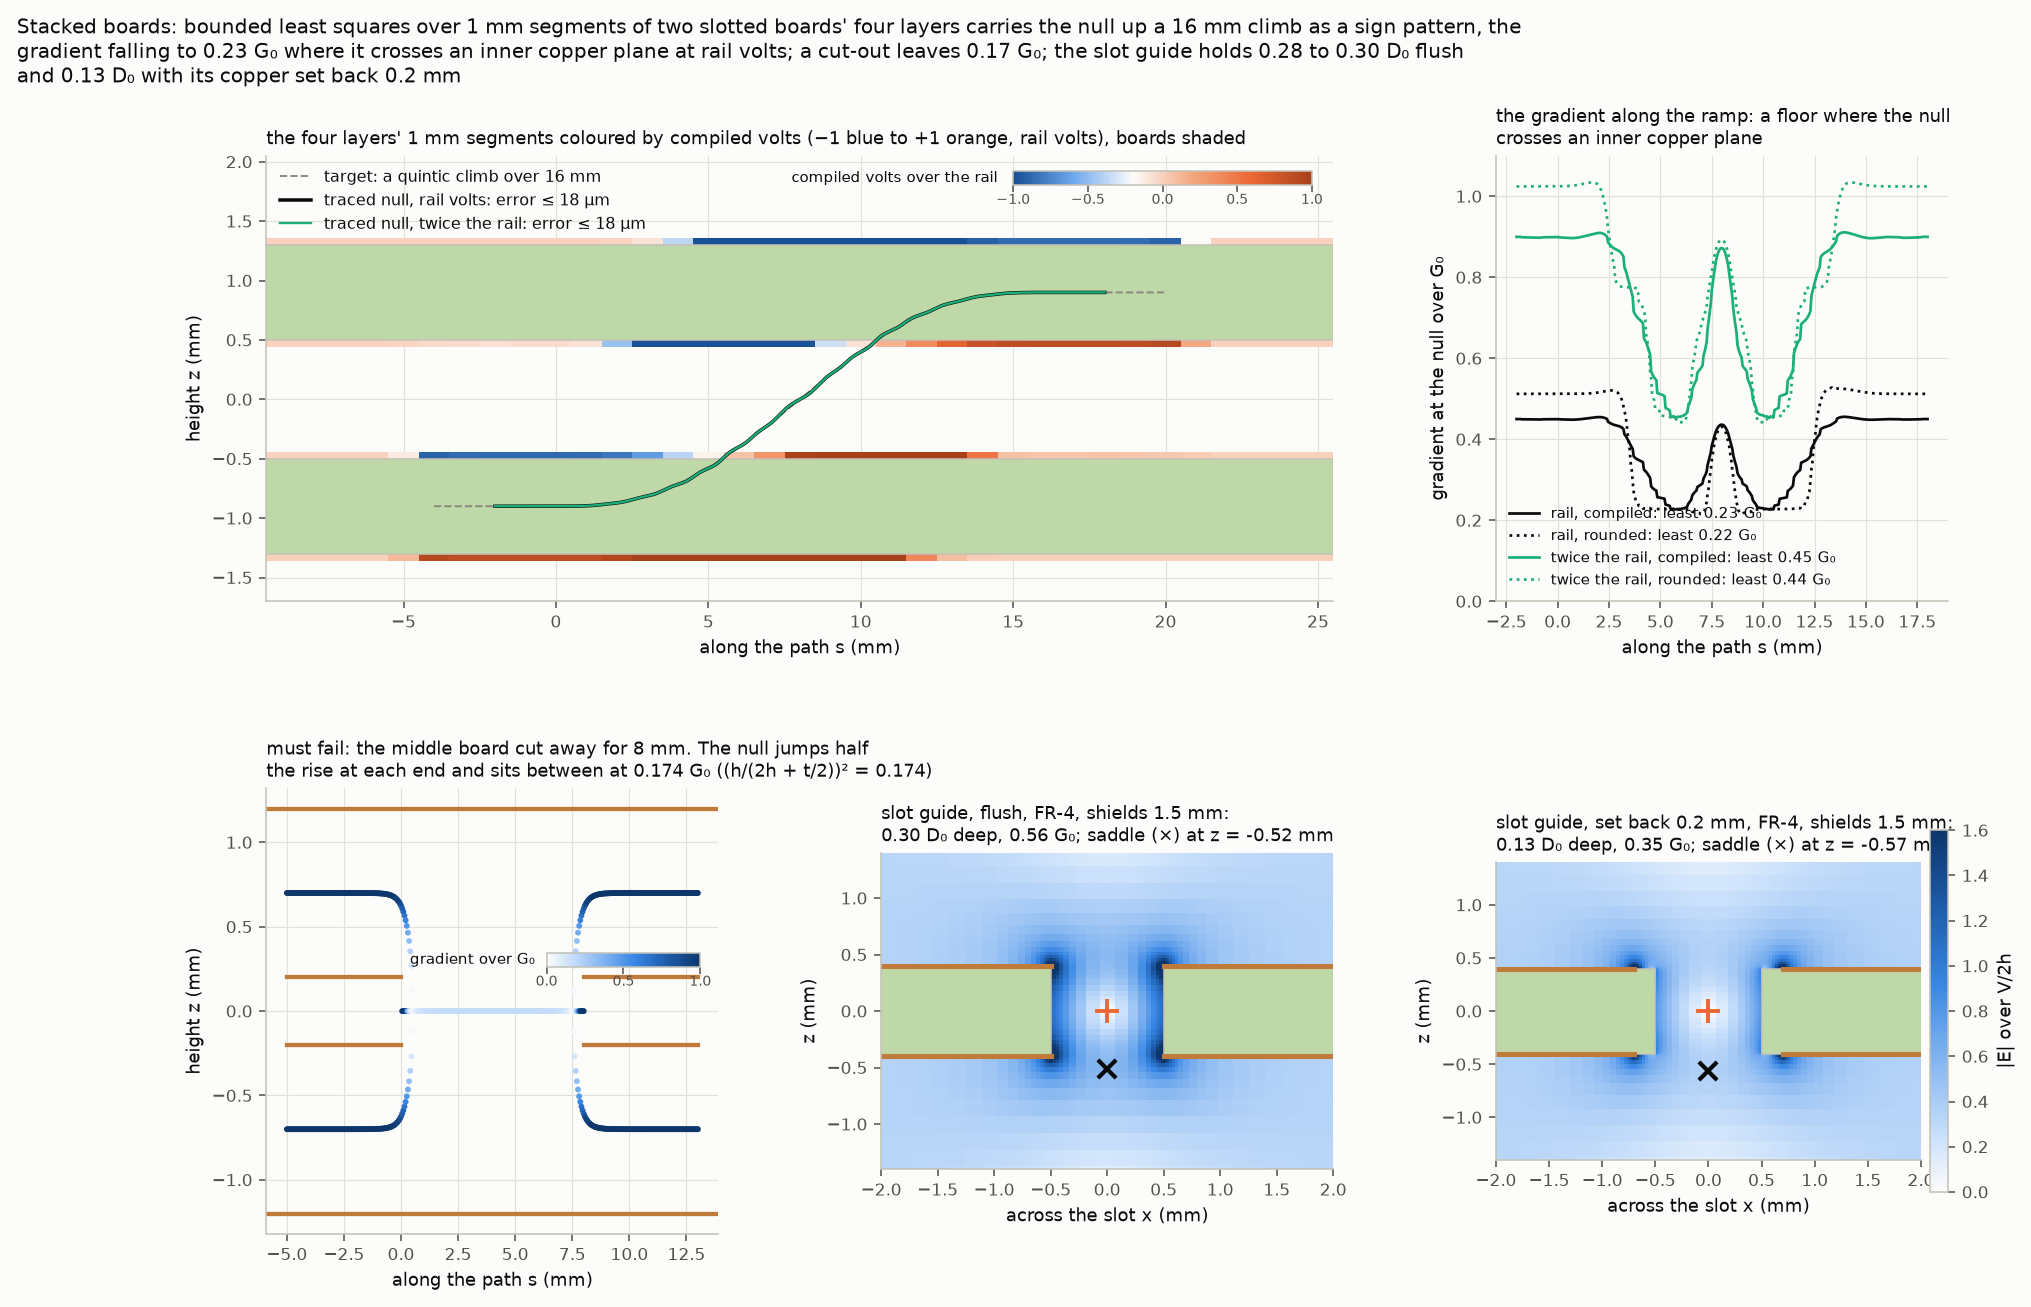 Stacked boards: bounded least squares over 1 mm segments of two slotted boards' four layers carries the null up a 16 mm climb as a sign pattern, the
gradient falling to 0.23 G₀ where it crosses an inner copper plane at rail volts; a cut-out leaves 0.17 G₀; the slot guide holds 0.28 to 0.30 D₀ flush
and 0.13 D₀ with its copper set back 0.2 mm
the four layers' 1 mm segments coloured by compiled volts (−1 blue to +1 orange, rail volts), boards shaded
target: a quintic climb over 16 mm
traced null, rail volts: error ≤ 18 µm
traced null, twice the rail: error ≤ 18 µm
compiled volts over the rail
−1.0 −0.5 0.0 0.5 1.0
2.0
1.5
1.0
0.5
0.0
−0.5
−1.0
−1.5
height z (mm)
−5 0 5 10 15 20 25
along the path s (mm)
the gradient along the ramp: a floor where the null
crosses an inner copper plane
1.0
0.8
0.6
0.4
0.2
0.0
gradient at the null over G₀
rail, compiled: least 0.23 G₀
rail, rounded: least 0.22 G₀
twice the rail, compiled: least 0.45 G₀
twice the rail, rounded: least 0.44 G₀
−2.5 0.0 2.5 5.0 7.5 10.0 12.5 15.0 17.5
along the path s (mm)
must fail: the middle board cut away for 8 mm. The null jumps half
the rise at each end and sits between at 0.174 G₀ ((h/(2h + t/2))² = 0.174)
1.0
0.5
0.0
−0.5
−1.0
height z (mm)
gradient over G₀
0.0 0.5 1.0
−5.0 −2.5 0.0 2.5 5.0 7.5 10.0 12.5
along the path s (mm)
slot guide, flush, FR-4, shields 1.5 mm:
0.30 D₀ deep, 0.56 G₀; saddle (×) at z = -0.52 mm
1.0
0.5
0.0
−0.5
−1.0
z (mm)
−2.0 −1.5 −1.0 −0.5 0.0 0.5 1.0 1.5 2.0
across the slot x (mm)
slot guide, set back 0.2 mm, FR-4, shields 1.5 mm:
0.13 D₀ deep, 0.35 G₀; saddle (×) at z = -0.57 m
1.0
0.5
0.0
−0.5
−1.0
z (mm)
−2.0 −1.5 −1.0 −0.5 0.0 0.5 1.0 1.5 2.0
across the slot x (mm)
1.6
1.4
1.2
1.0
0.8
0.6
0.4
0.2
0.0
|E| over V/2h